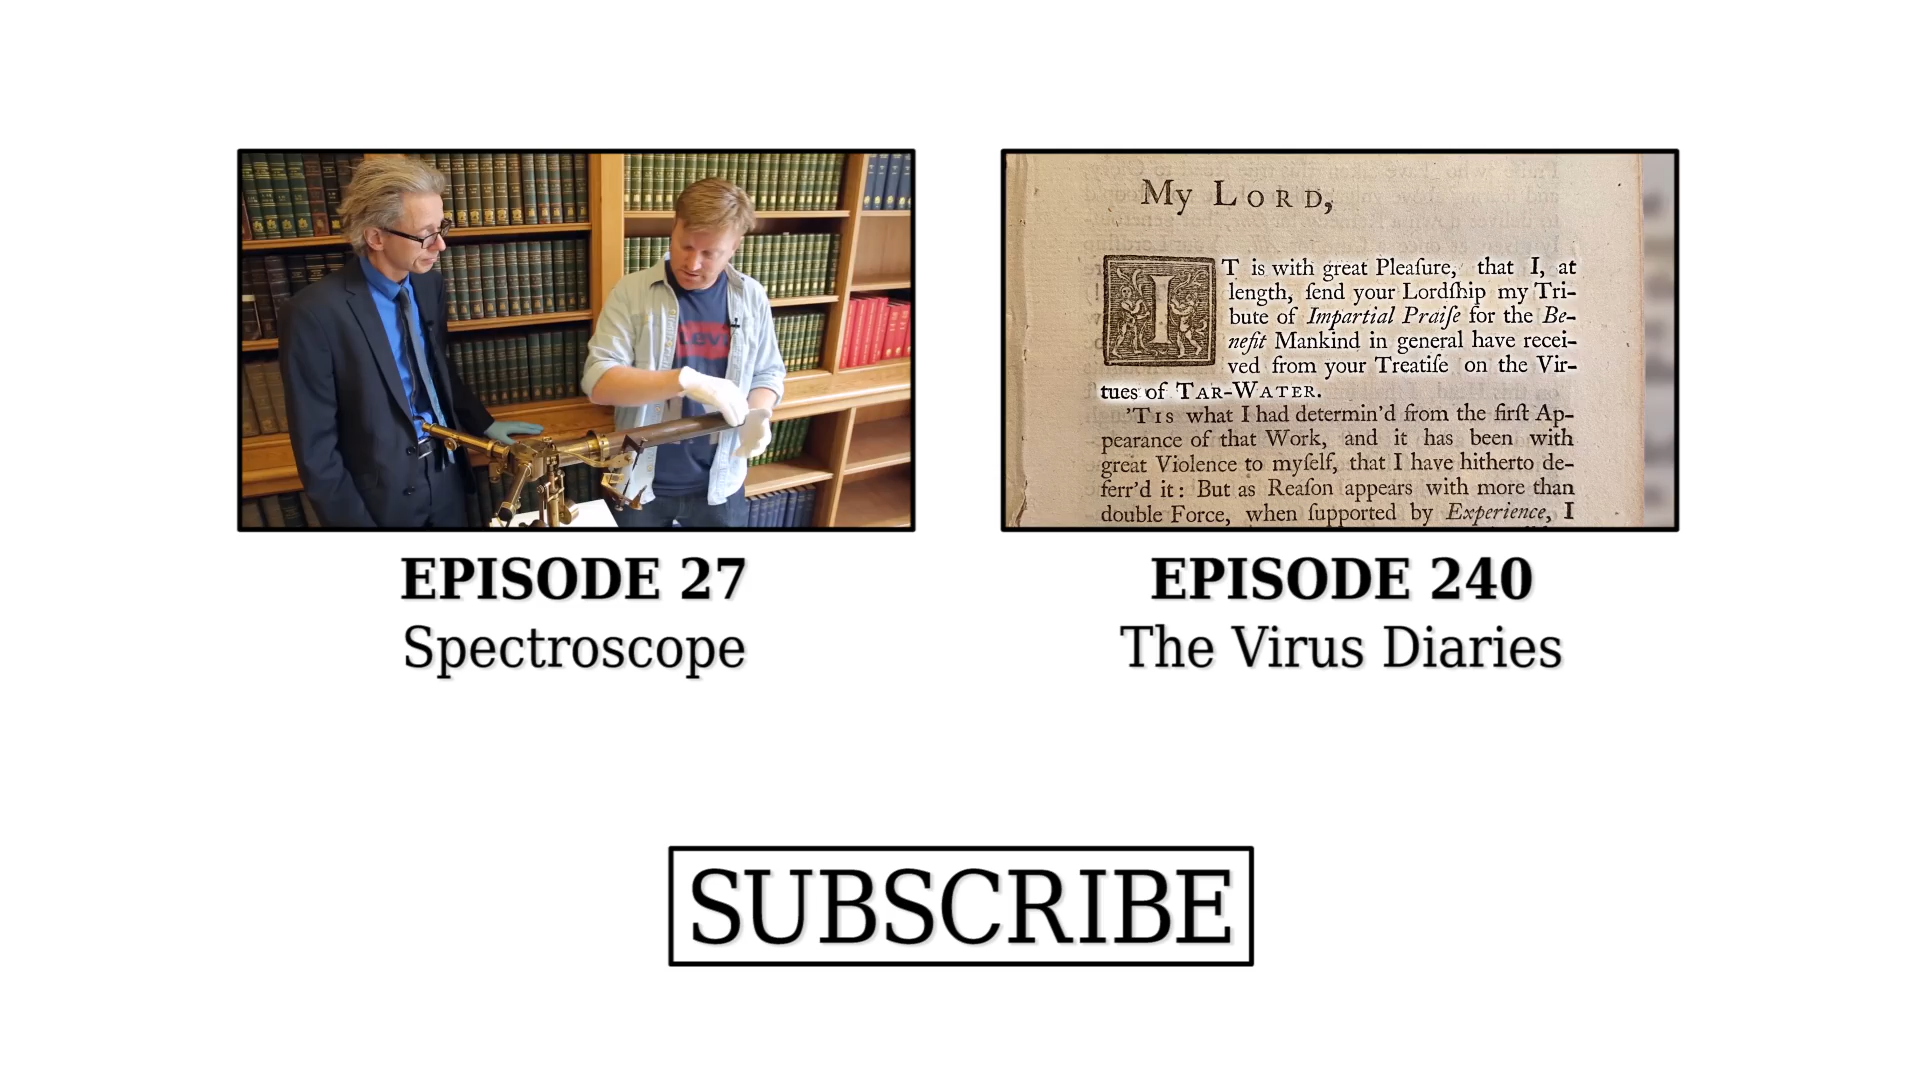 Levi's
EPISODE 27
Spectroscope
My LORD,
IT is with great Pleaſure, that I, at
length, ſend your Lordſhip my Tri-
bute of Impartial Praiſe for the Be-
nefit Mankind in general have recei-
ved from your Treatiſe on the Vir-
tues of TAR-WATER.
'TIS what I had determin'd from the firſt Ap-
pearance of that Work, and it has been with
great Violence to myſelf, that I have hitherto de-
ferr'd it: But as Reaſon appears with more than
double Force, when ſupported by Experience, I
EPISODE 240
The Virus Diaries
SUBSCRIBE